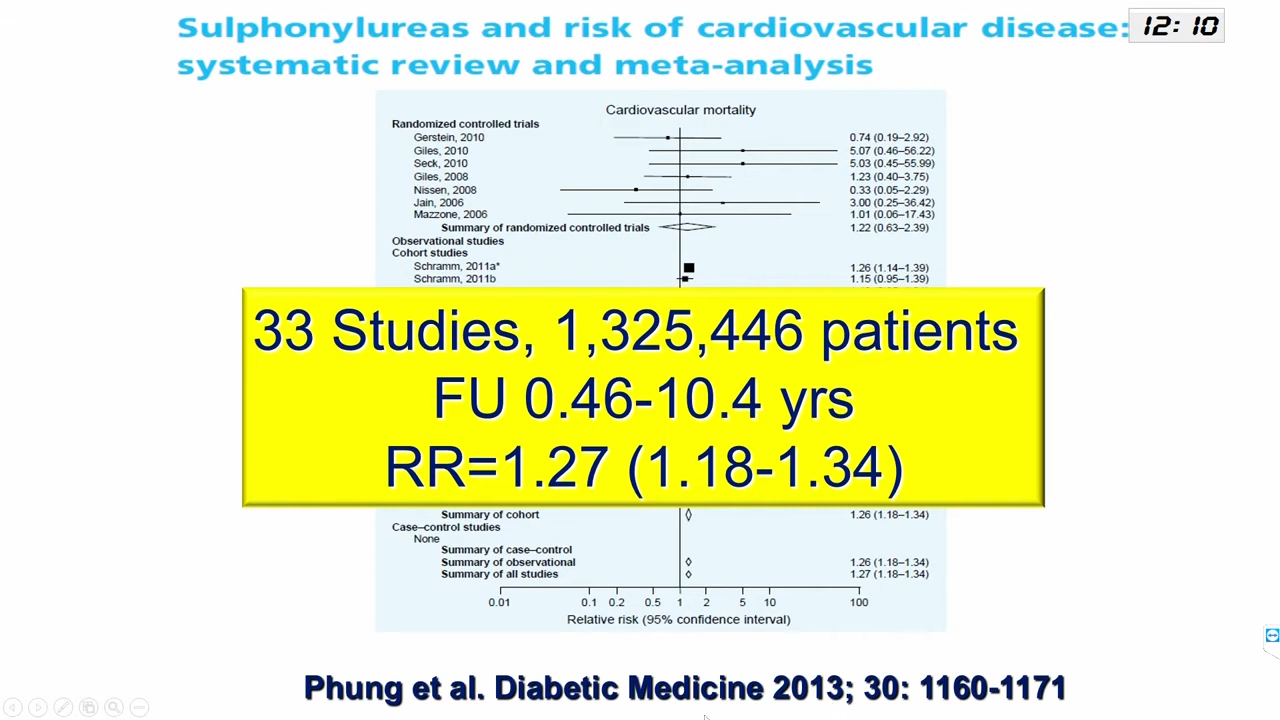 Sulphonylureas and risk of cardiovascular disease:
12:10
systematic review and meta-analysis
Cardiovascular mortality
Randomized controlled trials
Gerstein, 2010 0.74 (0.19–2.92)
Giles, 2010 5.07 (0.46–56.22)
Seck, 2010 5.03 (0.45–55.99)
Giles, 2008 1.23 (0.40–3.75)
Nissen, 2008 0.33 (0.05–2.29)
Jain, 2006 3.00 (0.25–36.42)
Mazzone, 2006 1.01 (0.06–17.43)
Summary of randomized controlled trials 1.22 (0.63–2.39)
Observational studies
Cohort studies
Schramm, 2011a* 1.26 (1.14–1.39)
Schramm, 2011b 1.15 (0.95–1.39)
33 Studies, 1,325,446 patients
FU 0.46-10.4 yrs
RR=1.27 (1.18-1.34)
Summary of cohort 1.26 (1.18–1.34)
Case–control studies
None
Summary of case–control
Summary of observational 1.26 (1.18–1.34)
Summary of all studies 1.27 (1.18–1.34)
0.01 0.1 0.2 0.5 1 2 5 10 100
Relative risk (95% confidence interval)
Phung et al. Diabetic Medicine 2013; 30: 1160-1171